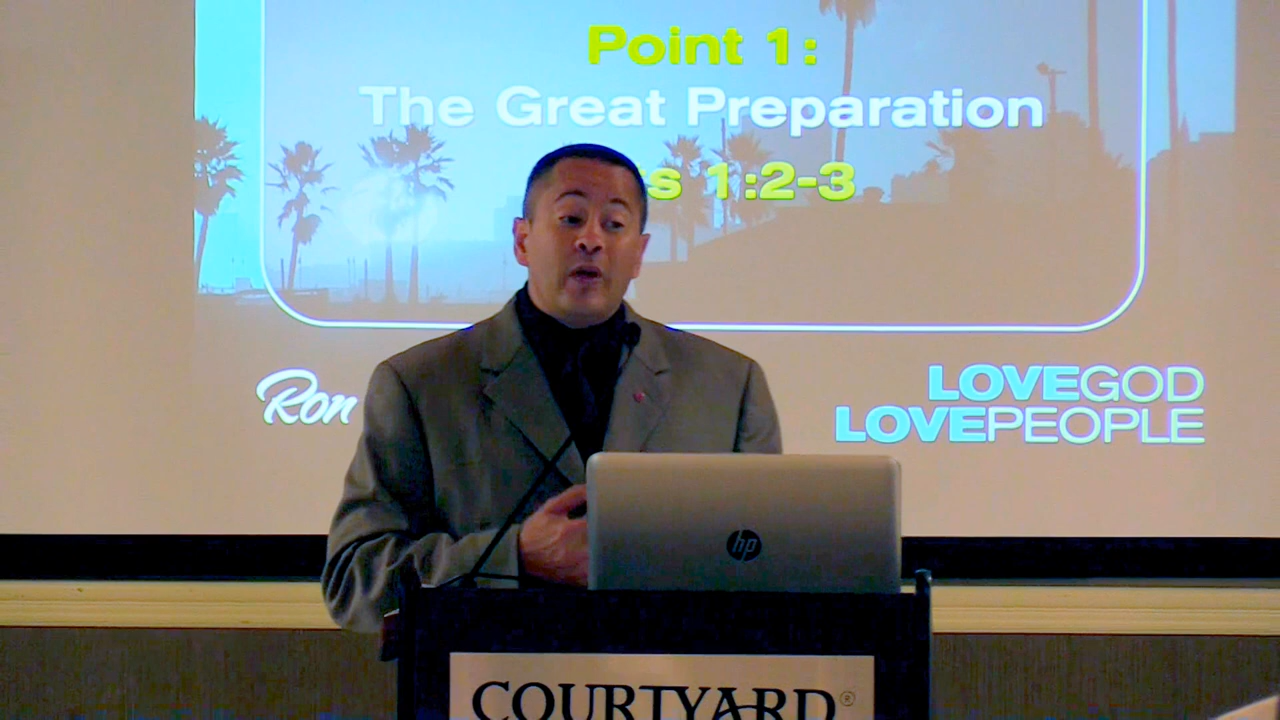 Point 1:
The Great Preparation
s 1:2-3
Ron
LOVEGOD
LOVEPEOPLE
hp
COURTYARD